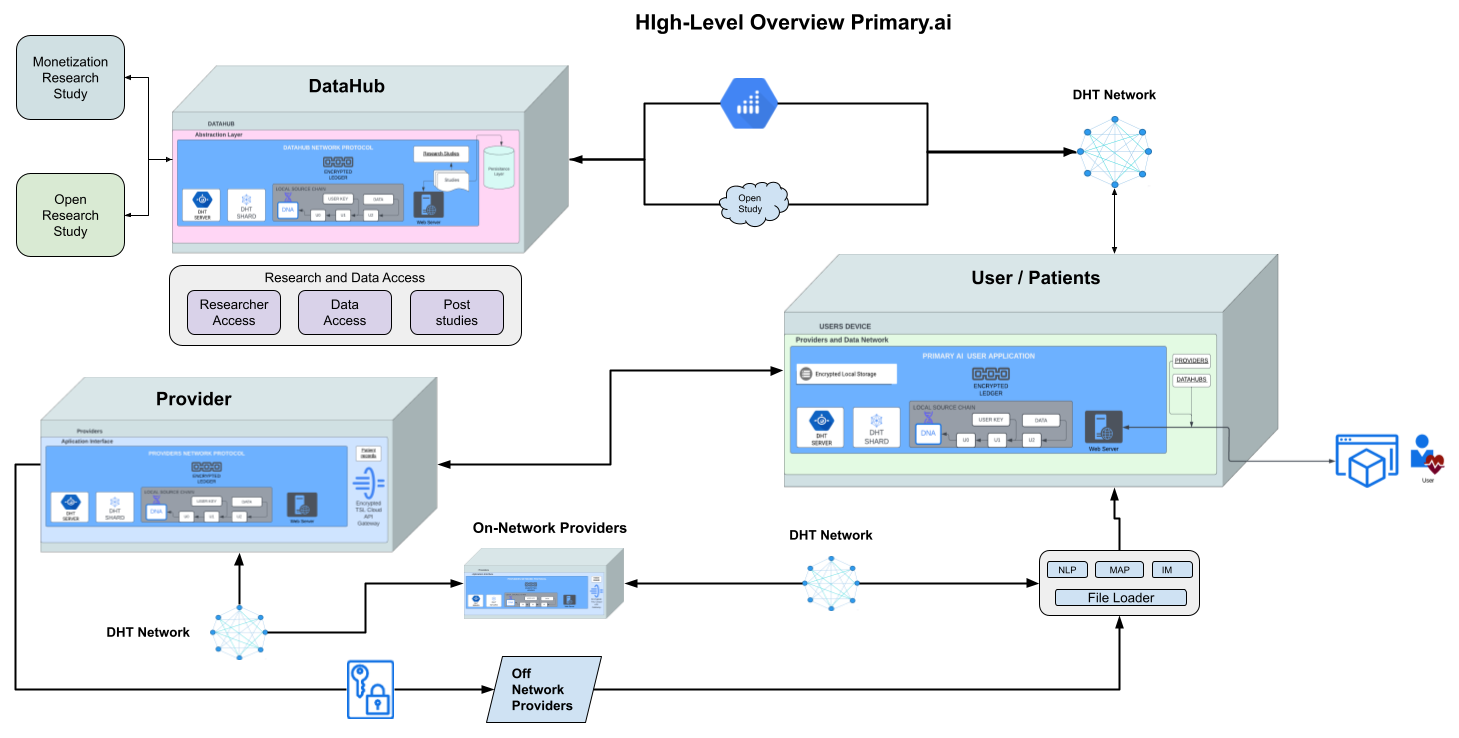 HIgh-Level Overview Primary.ai
Monetization
Research
Study
Open
Research
Study
DataHub
DATAHUB
Abstraction Layer
DATAHUB NETWORK PROTOCOL
ENCRYPTED
LEDGER
Research Studies
Studies
Persistance
Layer
DHT
SERVER
DHT
SHARD
LOCAL SOURCE CHAIN
DNA
USER KEY
DATA
U0
U1
U2
Web Server
Research and Data Access
Researcher
Access
Data
Access
Post
studies
Open
Study
DHT Network
User / Patients
USERS DEVICE
Providers and Data Network
PRIMARY AI USER APPLICATION
Encrypted Local Storage
ENCRYPTED
LEDGER
DHT
SERVER
DHT
SHARD
LOCAL SOURCE CHAIN
DNA
USER KEY
DATA
U0
U1
U2
Web Server
PROVIDERS
DATAHUBS
User
Provider
Providers
Aplication Interface
PROVIDERS NETWORK PROTOCOL
ENCRYPTED
LEDGER
DHT
SERVER
DHT
SHARD
LOCAL SOURCE CHAIN
DNA
USER KEY
DATA
U0
U1
U2
Web Server
Encrypted
TSL Cloud
API
Gateway
On-Network Providers
DHT Network
NLP
MAP
IM
File Loader
DHT Network
Off
Network
Providers